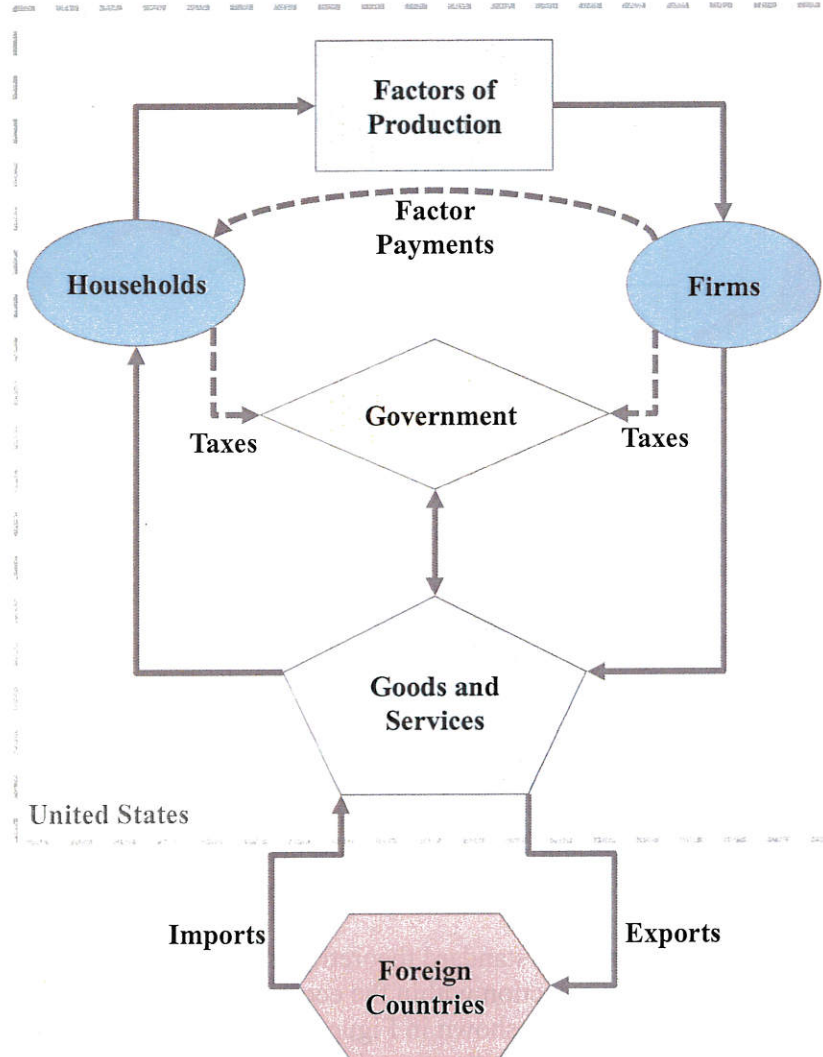 Factors of
Production
Factor
Payments
Households
Firms
Government
Taxes
Taxes
Goods and
Services
United States
Imports
Exports
Foreign
Countries